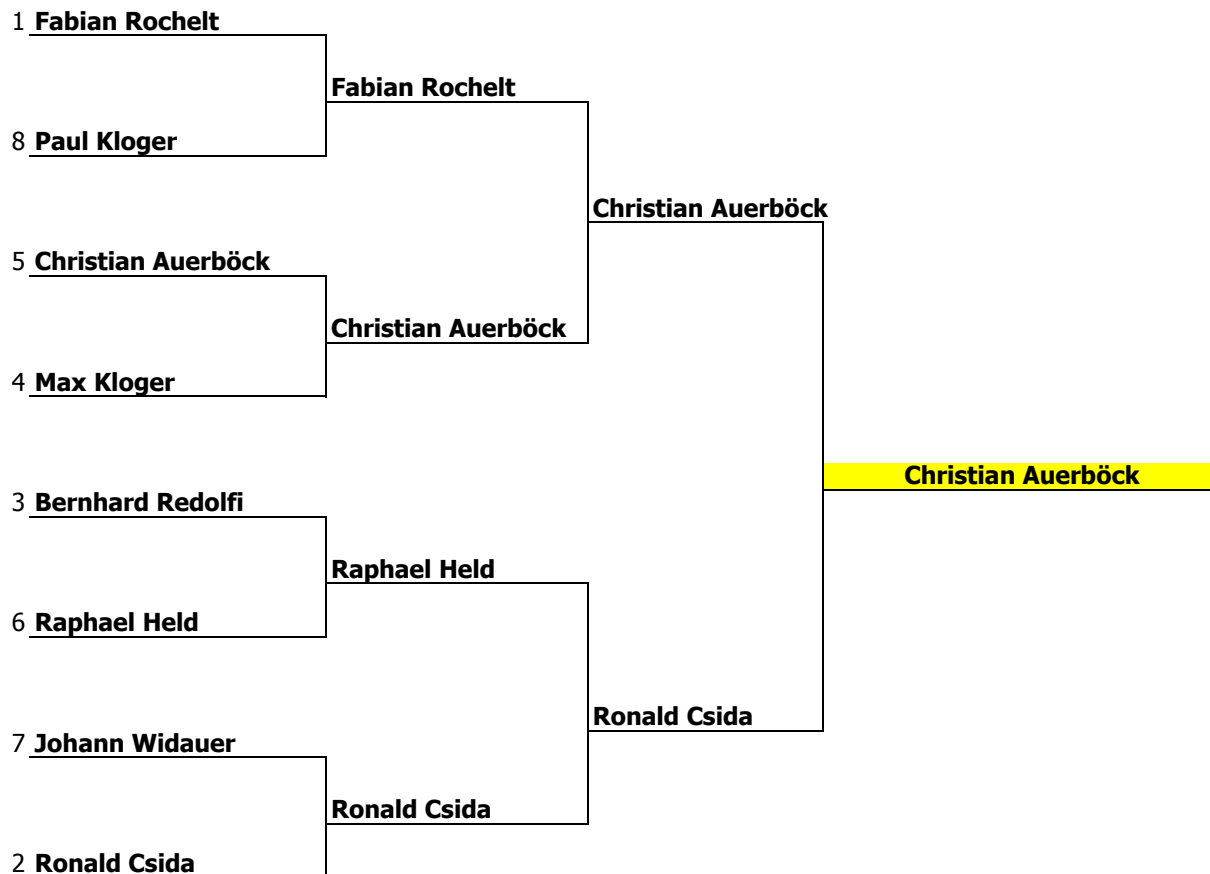 1 Fabian Rochelt
Fabian Rochelt
8 Paul Kloger
Christian Auerböck
5 Christian Auerböck
Christian Auerböck
4 Max Kloger
Christian Auerböck
3 Bernhard Redolfi
Raphael Held
6 Raphael Held
Ronald Csida
7 Johann Widauer
Ronald Csida
2 Ronald Csida